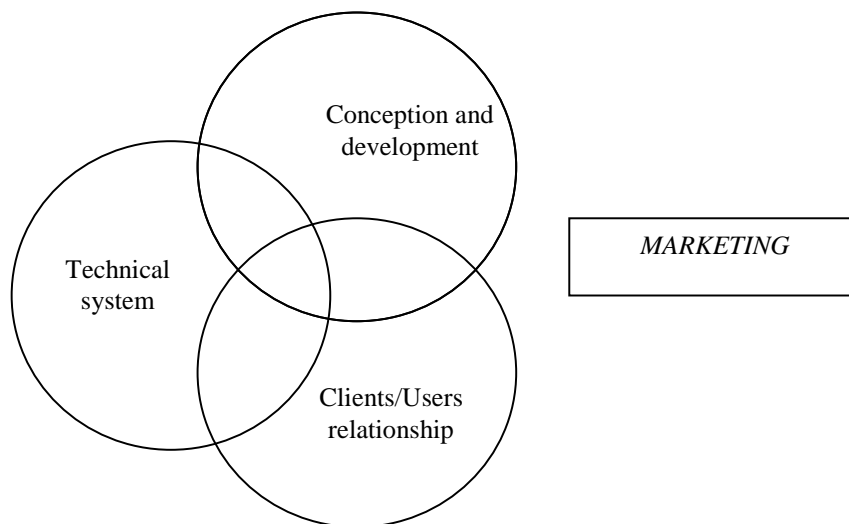 Conception and
development
MARKETING
Technical
system
Clients/Users
relationship